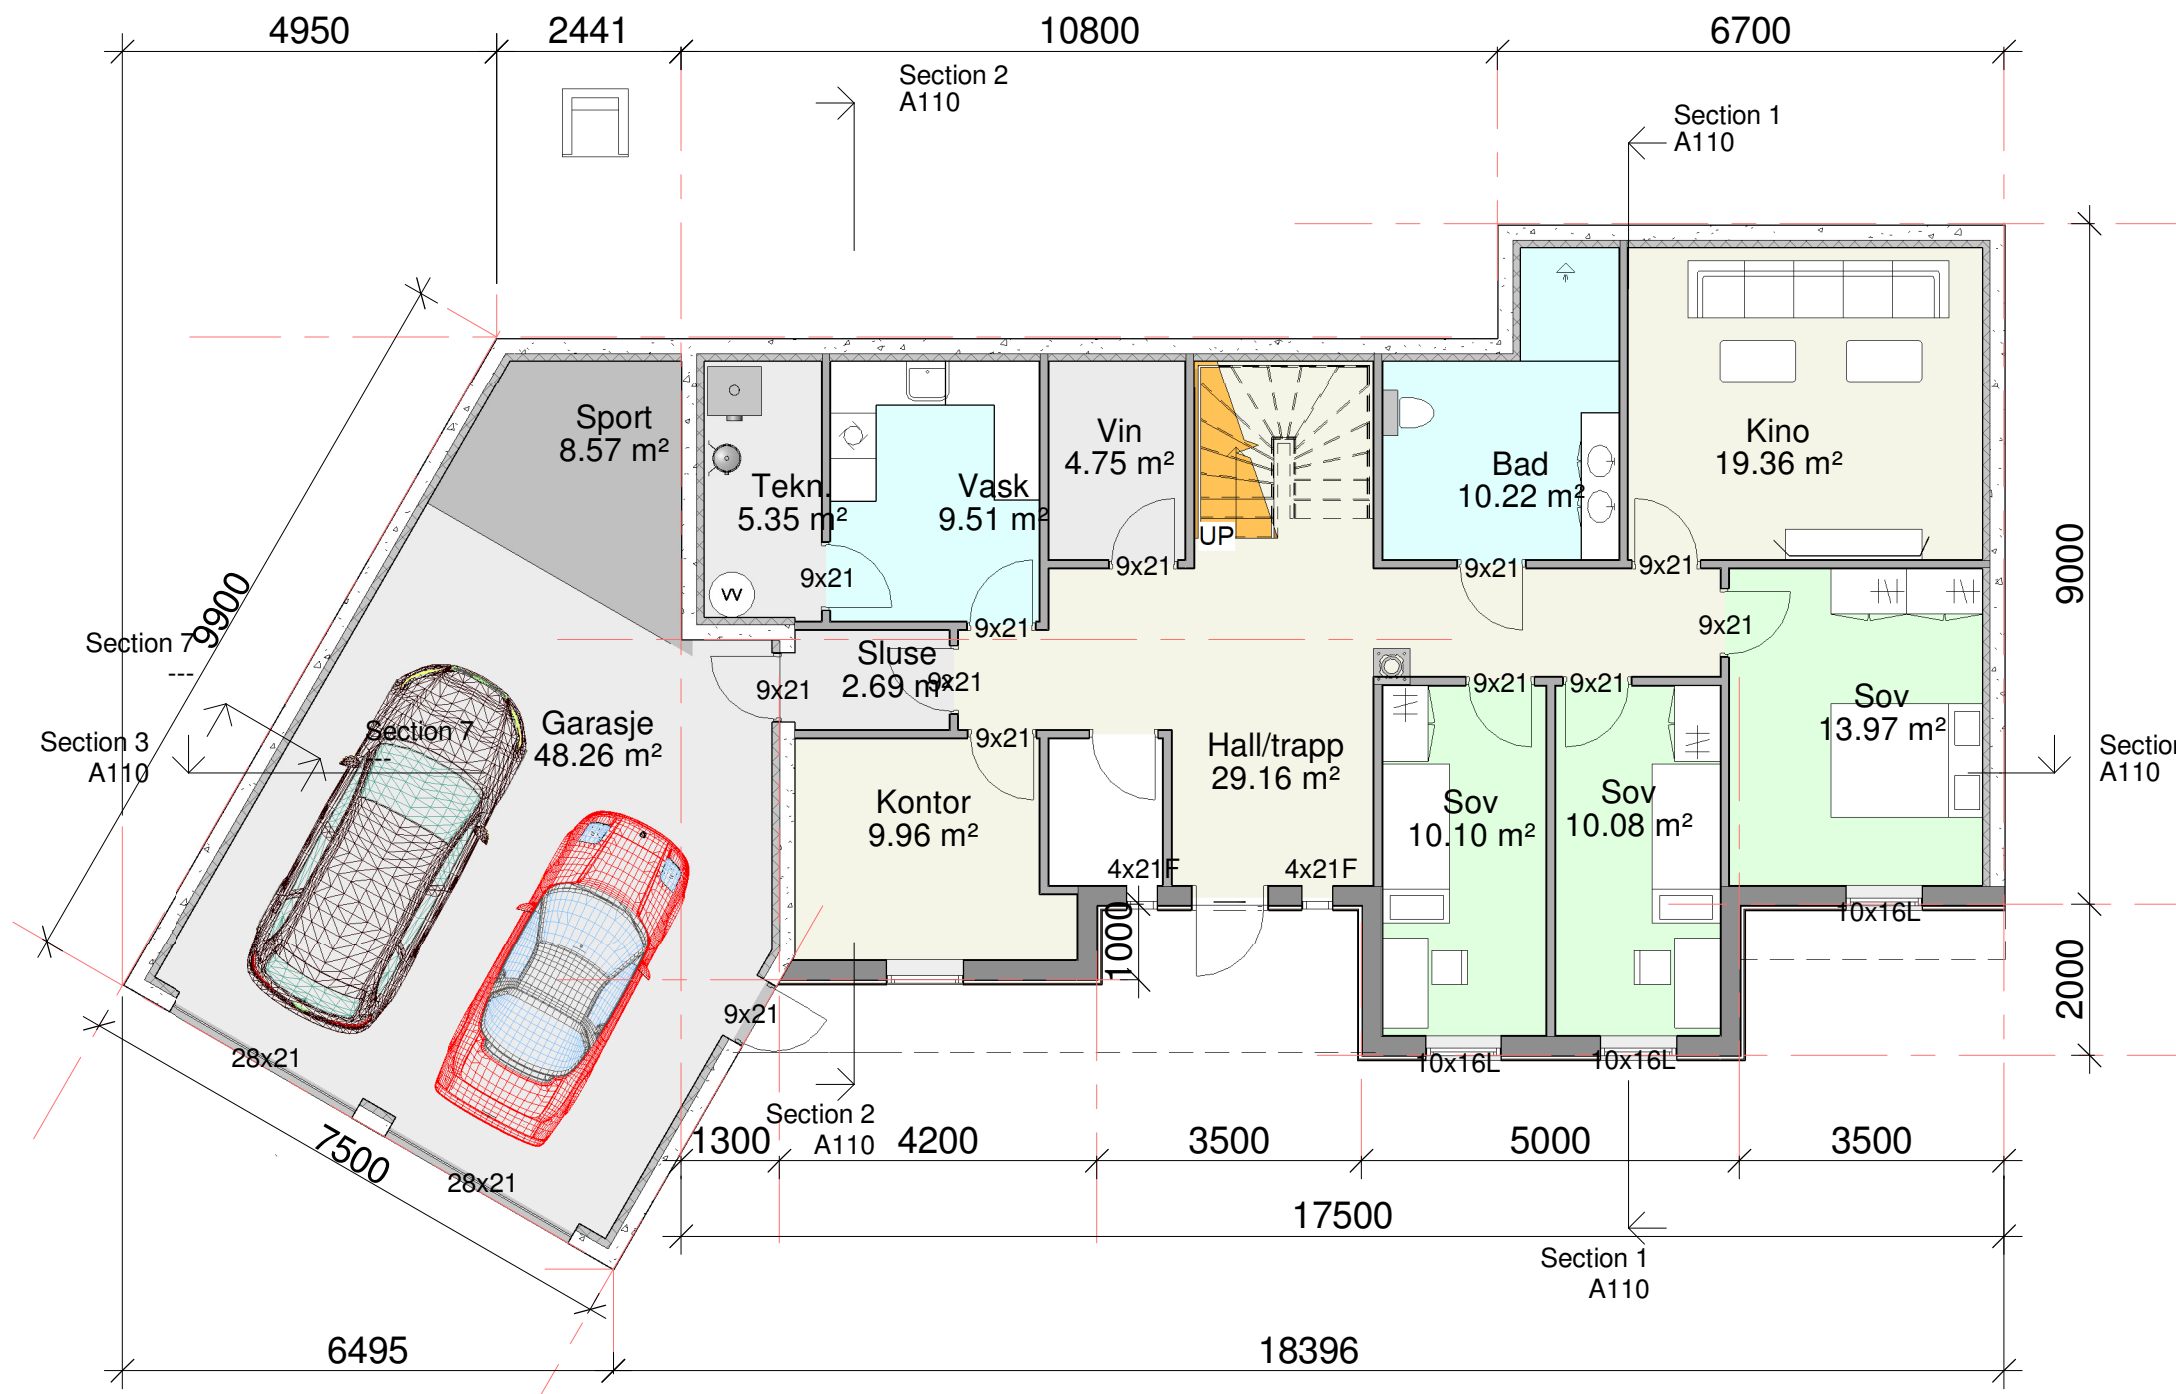 4950
2441
10800
6700
Section 2
A110
Section 1
A110
9900
9000
2000
Sport
8.57 m²
Tekn.
5.35 m²
Vask
9.51 m²
Vin
4.75 m²
UP
Bad
10.22 m²
Kino
19.36 m²
9x21
9x21
9x21
9x21
9x21
9x21
Sluse
2.69 m²
9x21
9x21
9x21
9x21
9x21
Section 7
---
Section 7
---
Section 3
A110
Garasje
48.26 m²
Hall/trapp
29.16 m²
Sov
13.97 m²
Section
A110
Kontor
9.96 m²
Sov
10.10 m²
Sov
10.08 m²
4x21F
4x21F
1000
10x16L
9x21
28x21
10x16L
10x16L
28x21
7500
Section 2
A110
1300
4200
3500
5000
3500
17500
Section 1
A110
6495
18396
W